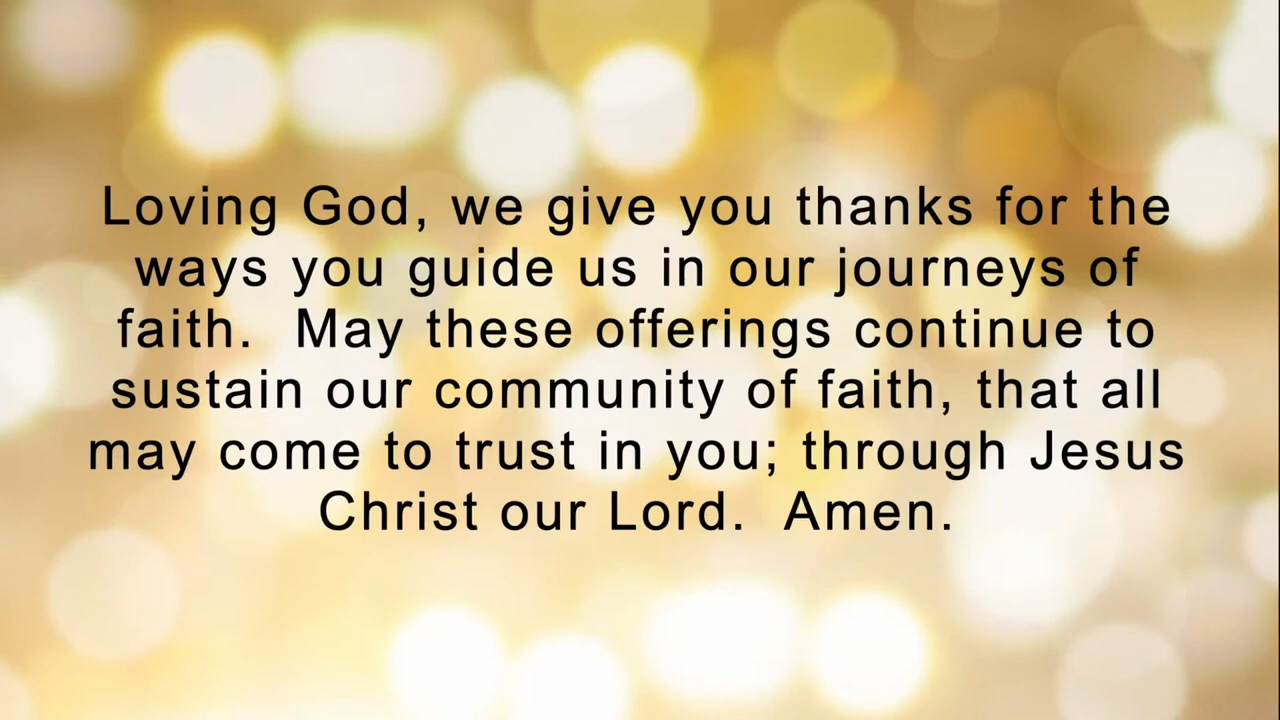 Loving God, we give you thanks for the
ways you guide us in our journeys of
faith.  May these offerings continue to
sustain our community of faith, that all
may come to trust in you; through Jesus
Christ our Lord.  Amen.